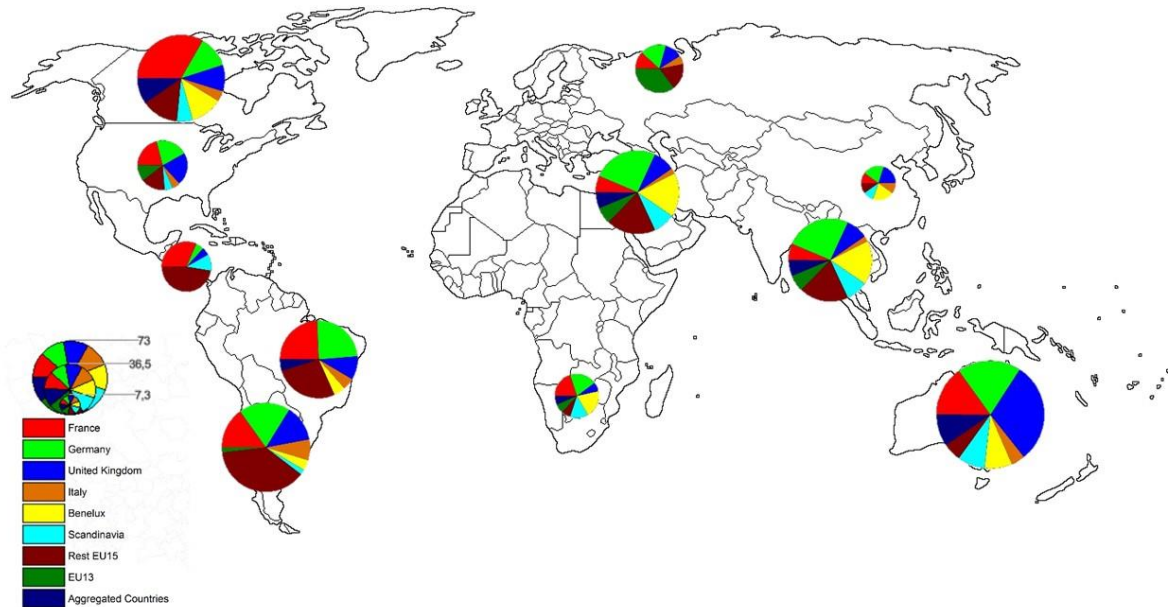 73
36,5
7,3
France
Germany
United Kingdom
Italy
Benelux
Scandinavia
Rest EU15
EU13
Aggregated Countries